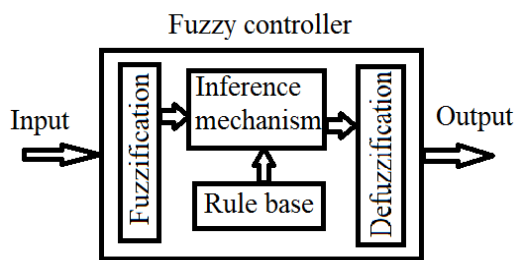 Fuzzy controller
Input
Fuzzification
Inference
mechanism
Rule base
Defuzzification
Output